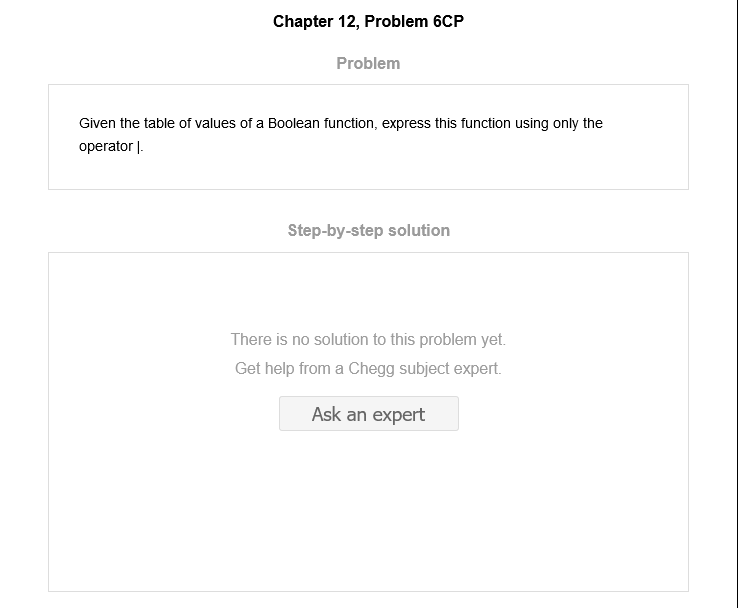 Chapter 12, Problem 6CP
Problem
Given the table of values of a Boolean function, express this function using only the
operator |.
Step-by-step solution
There is no solution to this problem yet.
Get help from a Chegg subject expert.
Ask an expert